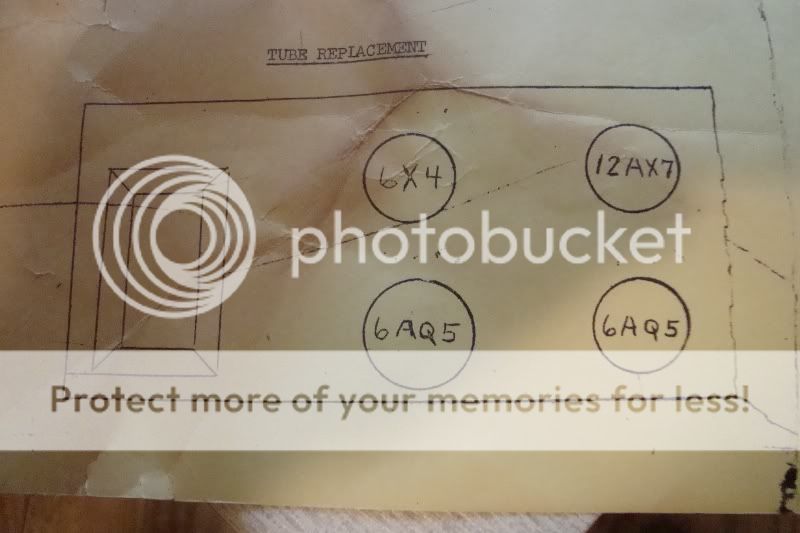 TUBE REPLACEMENT
6X4
12AX7
photobucket
6AQ5
6AQ5
Protect more of your memories for less!